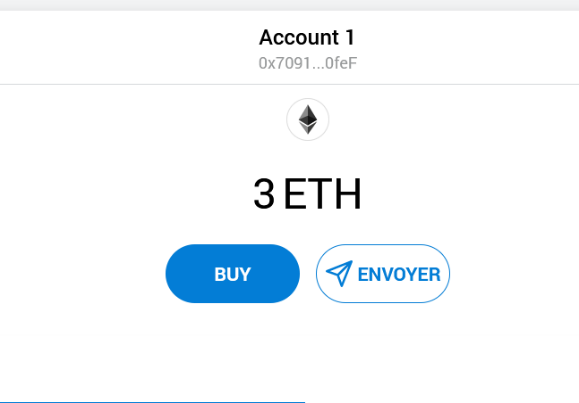 Account 1
0x7091...0feF
3 ETH
BUY
ENVOYER